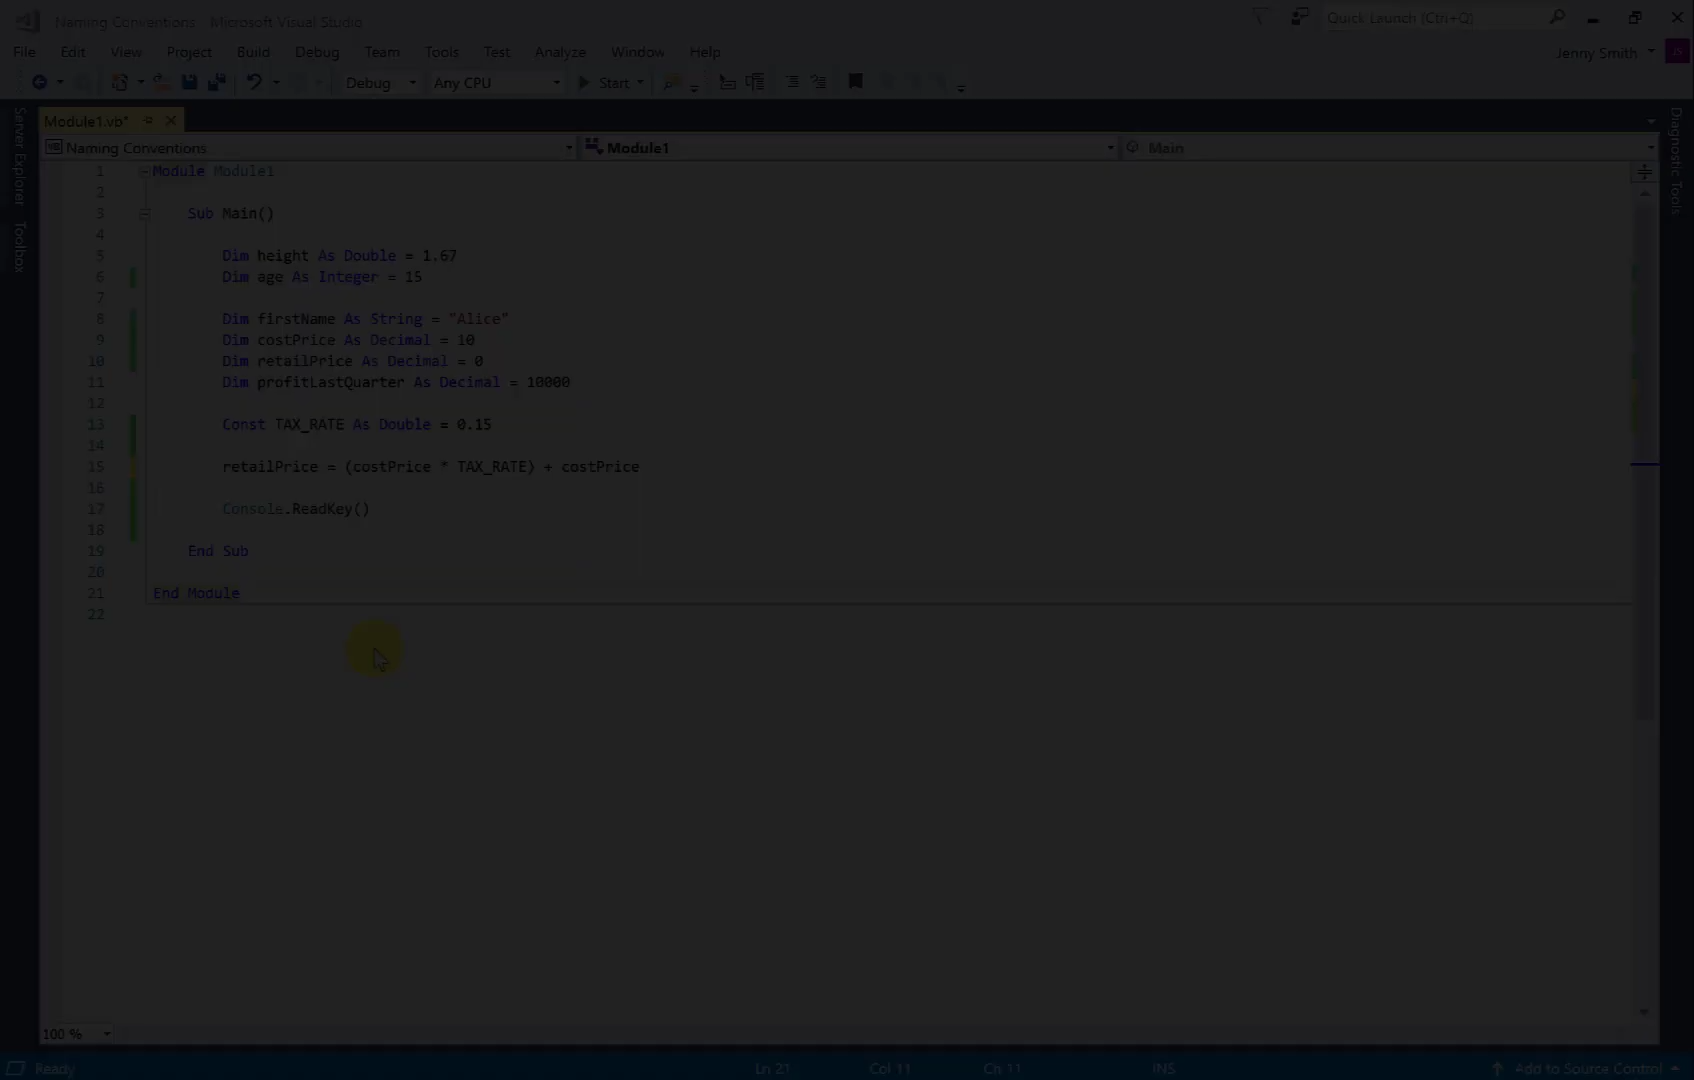 Naming Conventions - Microsoft Visual Studio
Quick Launch (Ctrl+Q)
File Edit View Project Build Debug Team Tools Test Analyze Window Help
Jenny Smith
JS
Debug Any CPU Start
Server Explorer
Toolbox
Module1.vb*
Diagnostic Tools
Naming Conventions Module1 Main
1 Module Module1
2
3 Sub Main()
4
5 Dim height As Double = 1.67
6 Dim age As Integer = 15
7
8 Dim firstName As String = "Alice"
9 Dim costPrice As Decimal = 10
10 Dim retailPrice As Decimal = 0
11 Dim profitLastQuarter As Decimal = 10000
12
13 Const TAX_RATE As Double = 0.15
14
15 retailPrice = (costPrice * TAX_RATE) + costPrice
16
17 Console.ReadKey()
18
19 End Sub
20
21 End Module
22
100 %
Ready Ln 21 Col 11 Ch 11 INS Add to Source Control